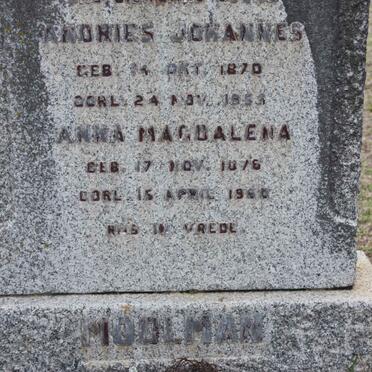 ANDRIES JOHANNES
GEB. 14 OKT. 1870
OORL. 24 NOV. 1953
ANNA MAGDALENA
GEB. 17 NOV. 1876
OORL. 15 APRIL 1960
RUS IN VREDE.
MOOLMAN